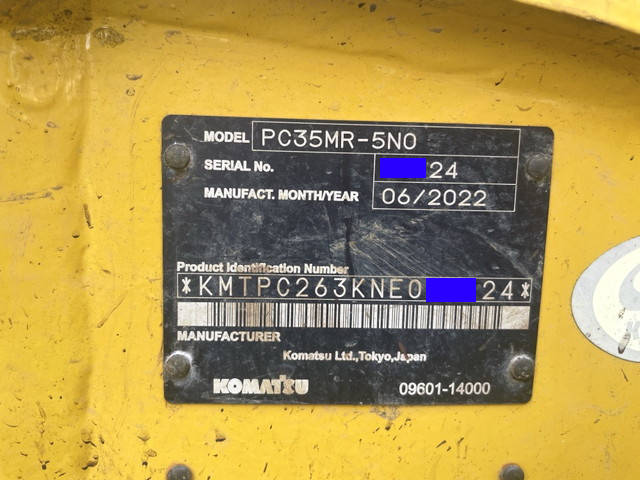 MODEL PC35MR-5N0
SERIAL No. 24
MANUFACT. MONTH/YEAR 06/2022
Product Identification Number
*KMTPC263KNE0 24*
MANUFACTURER
Komatsu Ltd.,Tokyo,Japan
KOMATSU 09601-14000